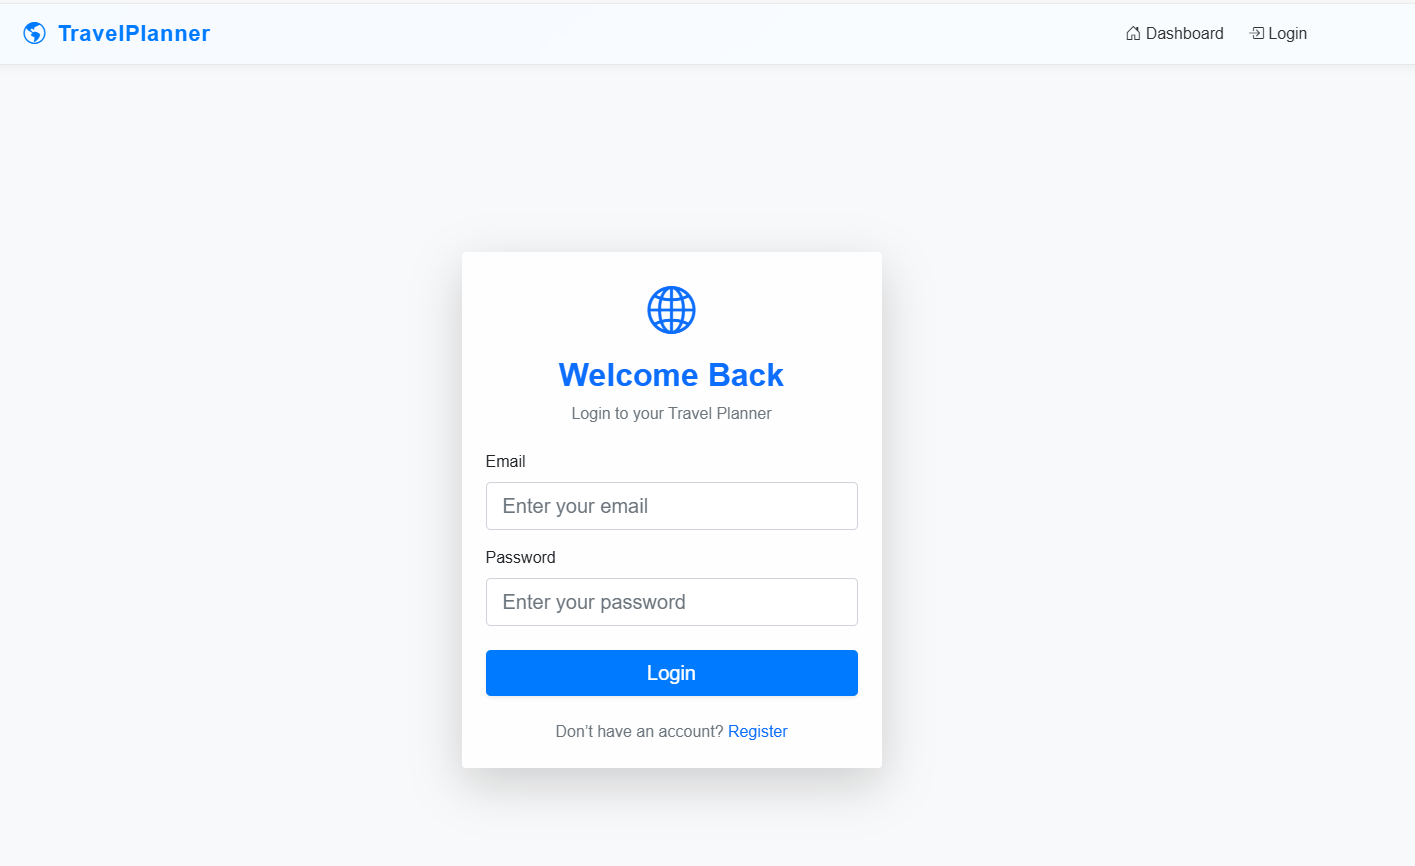 TravelPlanner
Dashboard
Login
Welcome Back
Login to your Travel Planner
Email
Enter your email
Password
Enter your password
Login
Don't have an account? Register